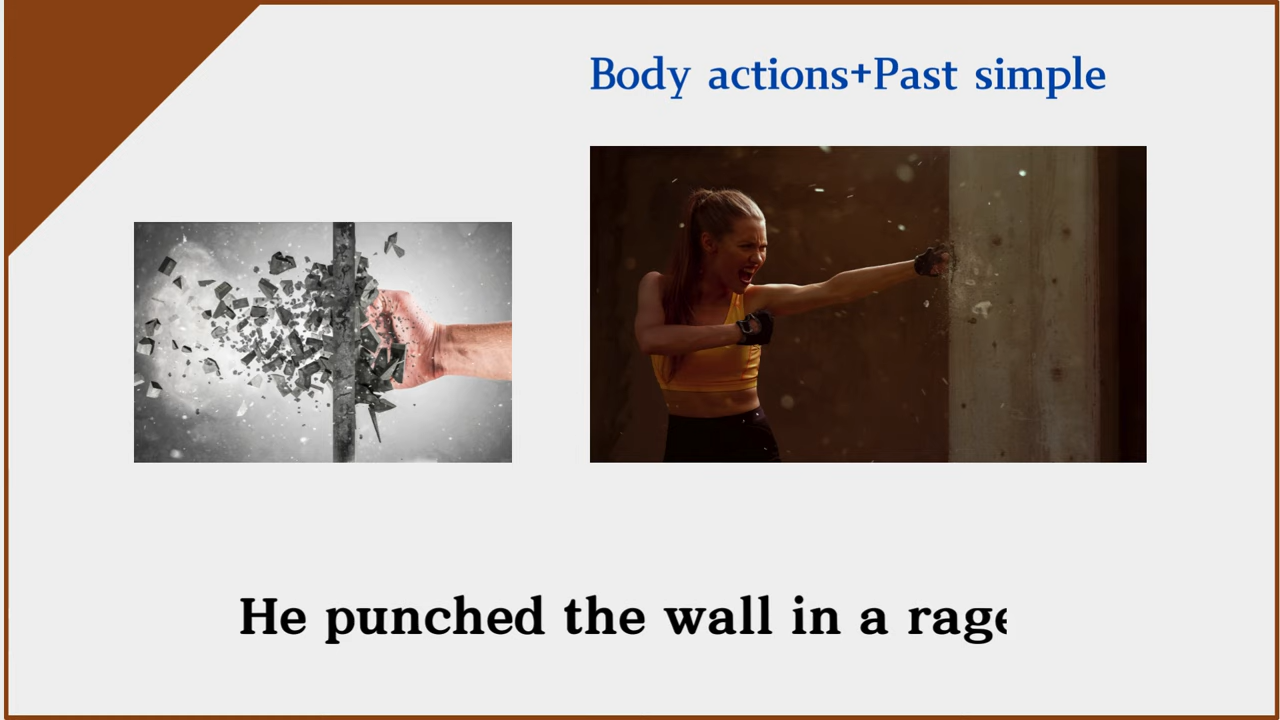 Body actions+Past simple
He punched the wall in a rage